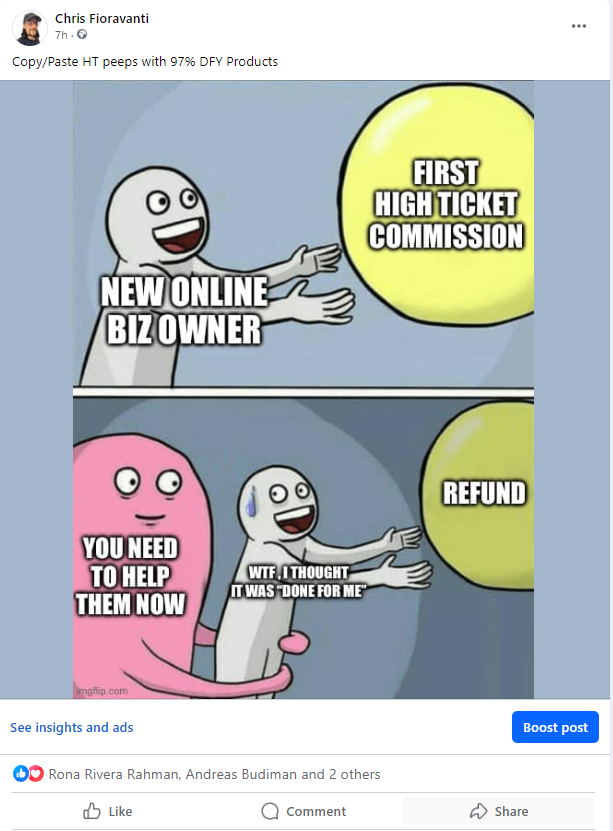 Chris Fioravanti
7h ·
Copy/Paste HT peeps with 97% DFY Products
FIRST
HIGH TICKET
COMMISSION
NEW ONLINE
BIZ OWNER
REFUND
YOU NEED
TO HELP
THEM NOW
WTF, I THOUGHT
IT WAS "DONE FOR ME"
imgflip.com
See insights and ads
Boost post
Rona Rivera Rahman, Andreas Budiman and 2 others
Like
Comment
Share